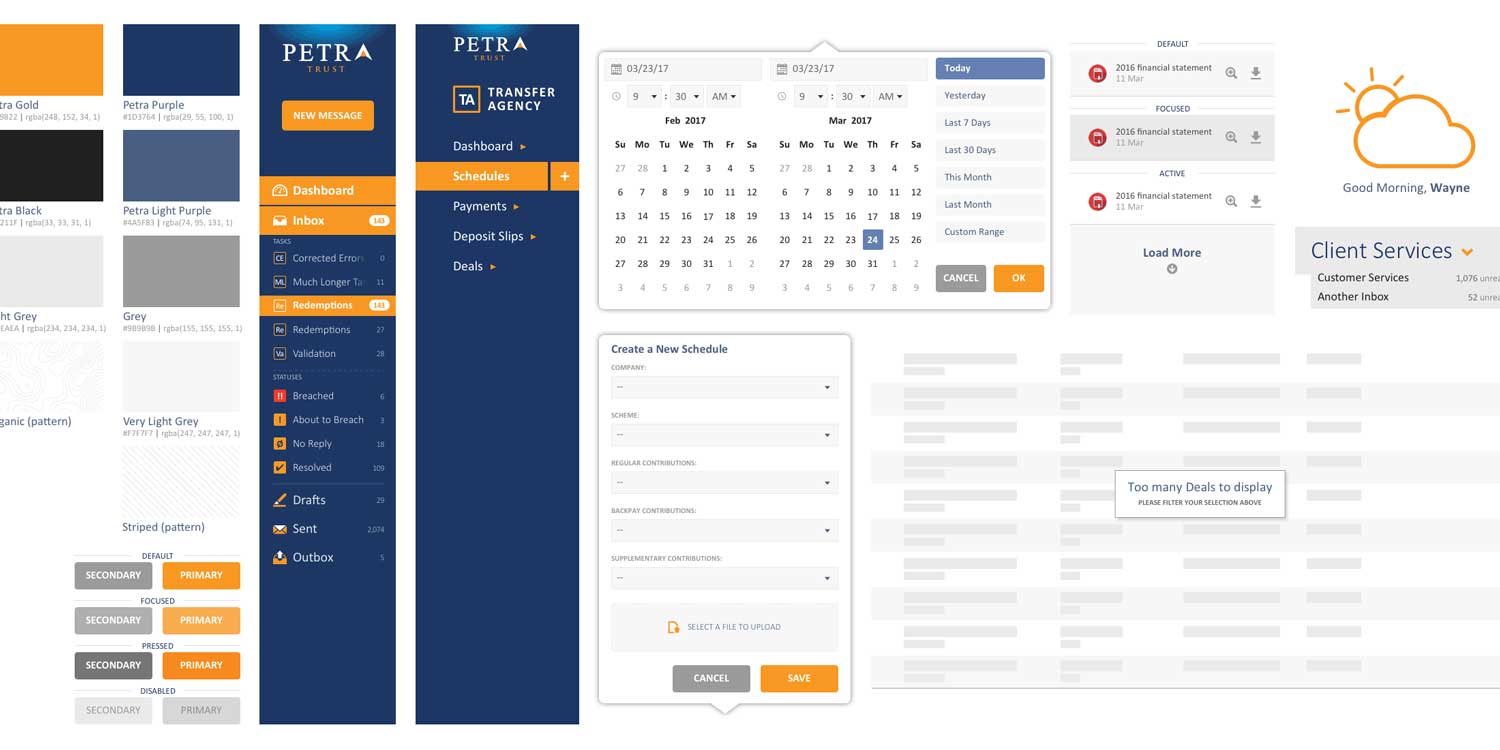 tra Gold
9822 | rgba(248, 152, 34, 1)
Petra Purple
#1D3764 | rgba(29, 55, 100, 1)
tra Black
211F | rgba(33, 33, 31, 1)
Petra Light Purple
#4A5F83 | rgba(74, 95, 131, 1)
ht Grey
EAEA | rgba(234, 234, 234, 1)
Grey
#9B9B9B | rgba(155, 155, 155, 1)
ganic (pattern)
Very Light Grey
#F7F7F7 | rgba(247, 247, 247, 1)
Striped (pattern)
DEFAULT
SECONDARY PRIMARY
FOCUSED
SECONDARY PRIMARY
PRESSED
SECONDARY PRIMARY
DISABLED
SECONDARY PRIMARY
PETRA
TRUST
NEW MESSAGE
Dashboard
Inbox 143
TASKS
CE Corrected Errors 0
ML Much Longer Ta 11
Re Redemptions 143
Re Redemptions 27
Va Validation 28
STATUSES
!! Breached 6
! About to Breach 3
Ø No Reply 18
Resolved 109
Drafts 29
Sent 2,074
Outbox 5
PETRA
TRUST
TA TRANSFER
AGENCY
Dashboard
Schedules +
Payments
Deposit Slips
Deals
03/23/17
9 : 30 AM
Feb 2017
Su Mo Tu We Th Fr Sa
27 28 1 2 3 4 5
6 7 8 9 10 11 12
13 14 15 16 17 18 19
20 21 22 23 24 25 26
27 28 29 30 31 1 2
3 4 5 6 7 8 9
03/23/17
9 : 30 AM
Mar 2017
Su Mo Tu We Th Fr Sa
27 28 1 2 3 4 5
6 7 8 9 10 11 12
13 14 15 16 17 18 19
20 21 22 23 24 25 26
27 28 29 30 31 1 2
3 4 5 6 7 8 9
Today
Yesterday
Last 7 Days
Last 30 Days
This Month
Last Month
Custom Range
CANCEL OK
Create a New Schedule
COMPANY:
--
SCHEME:
--
REGULAR CONTRIBUTIONS:
--
BACKPAY CONTRIBUTIONS:
--
SUPPLEMENTARY CONTRIBUTIONS:
--
SELECT A FILE TO UPLOAD
CANCEL SAVE
DEFAULT
2016 financial statement
11 Mar
FOCUSED
2016 financial statement
11 Mar
ACTIVE
2016 financial statement
11 Mar
Load More
Good Morning, Wayne
Client Services
Customer Services 1,076 unrea
Another Inbox 52 unrea
Too many Deals to display
PLEASE FILTER YOUR SELECTION ABOVE